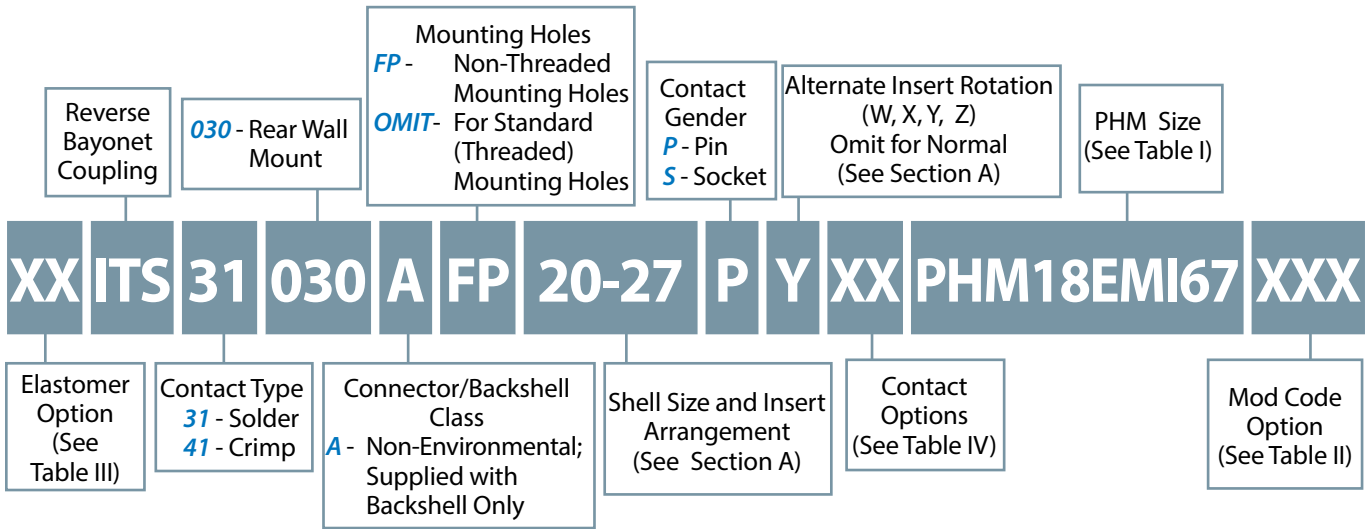 Reverse
Bayonet
Coupling
030 - Rear Wall
Mount
Mounting Holes
FP - Non-Threaded
Mounting Holes
OMIT- For Standard
(Threaded)
Mounting Holes
Contact
Gender
P - Pin
S - Socket
Alternate Insert Rotation
(W, X, Y, Z)
Omit for Normal
(See Section A)
PHM Size
(See Table I)
XX ITS 31 030 A FP 20-27 P Y XX PHM18EMI67 XXX
Elastomer
Option
(See
Table III)
Contact Type
31 - Solder
41 - Crimp
Connector/Backshell
Class
A - Non-Environmental;
Supplied with
Backshell Only
Shell Size and Insert
Arrangement
(See Section A)
Contact
Options
(See Table IV)
Mod Code
Option
(See Table II)